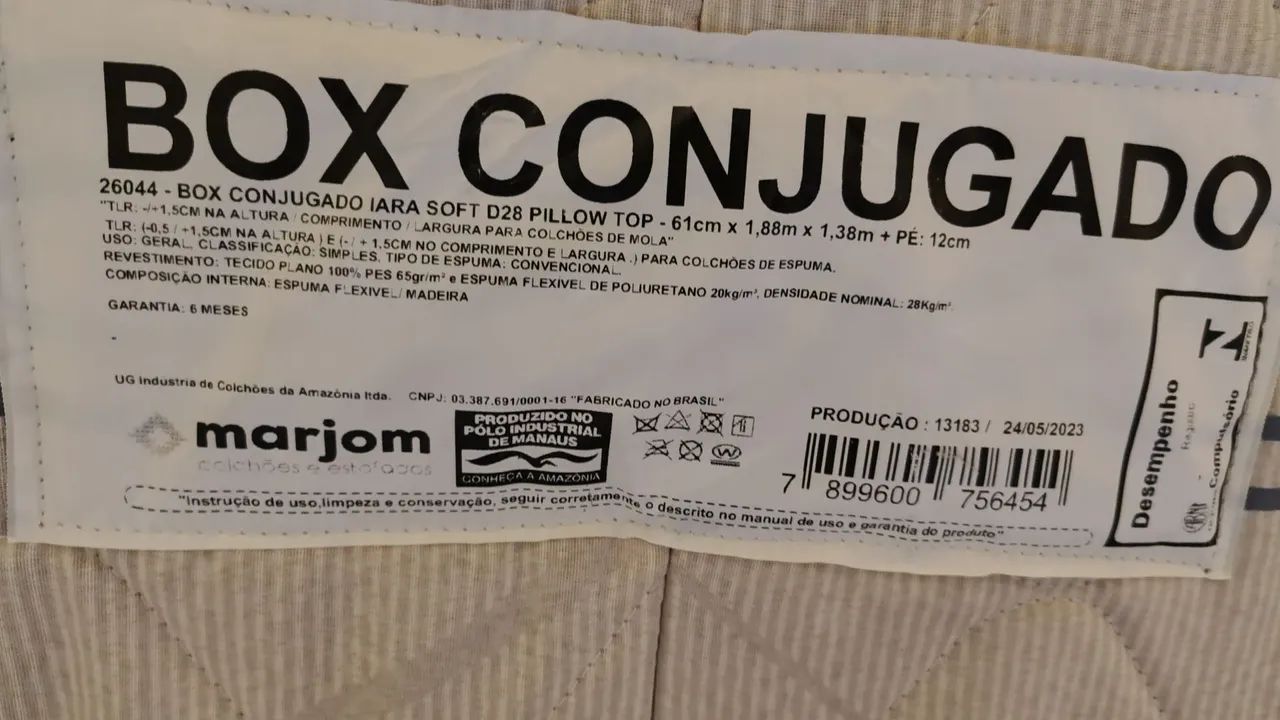 BOX CONJUGADO
26044 - BOX CONJUGADO IARA SOFT D28 PILLOW TOP - 61cm x 1,88m x 1,38m + PÉ: 12cm
"TLR: -/+1,5CM NA ALTURA / COMPRIMENTO / LARGURA PARA COLCHÕES DE MOLA"
TLR: (-0,5 / +1,5CM NA ALTURA ) E (- / + 1,5CM NO COMPRIMENTO E LARGURA .) PARA COLCHÕES DE ESPUMA.
USO: GERAL, CLASSIFICAÇÃO: SIMPLES, TIPO DE ESPUMA: CONVENCIONAL.
REVESTIMENTO: TECIDO PLANO 100% PES 65gr/m² e ESPUMA FLEXIVEL DE POLIURETANO 20kg/m³, DENSIDADE NOMINAL: 28Kg/m³.
COMPOSIÇÃO INTERNA: ESPUMA FLEXIVEL/ MADEIRA
GARANTIA: 6 MESES
-
UG Industria de Colchões da Amazônia ltda. CNPJ: 03.387.691/0001-16 "FABRICADO NO BRASIL"
marjom
colchões e estofados
PRODUZIDO NO
PÓLO INDUSTRIAL
DE MANAUS
CONHEÇA A AMAZÔNIA
W
PRODUÇÃO : 13183 / 24/05/2023
7 899600 756454
"Instrução de uso,limpeza e conservação, seguir corretamente o descrito no manual de uso e garantia do produto"
Desempenho
Compulsório
INMETRO